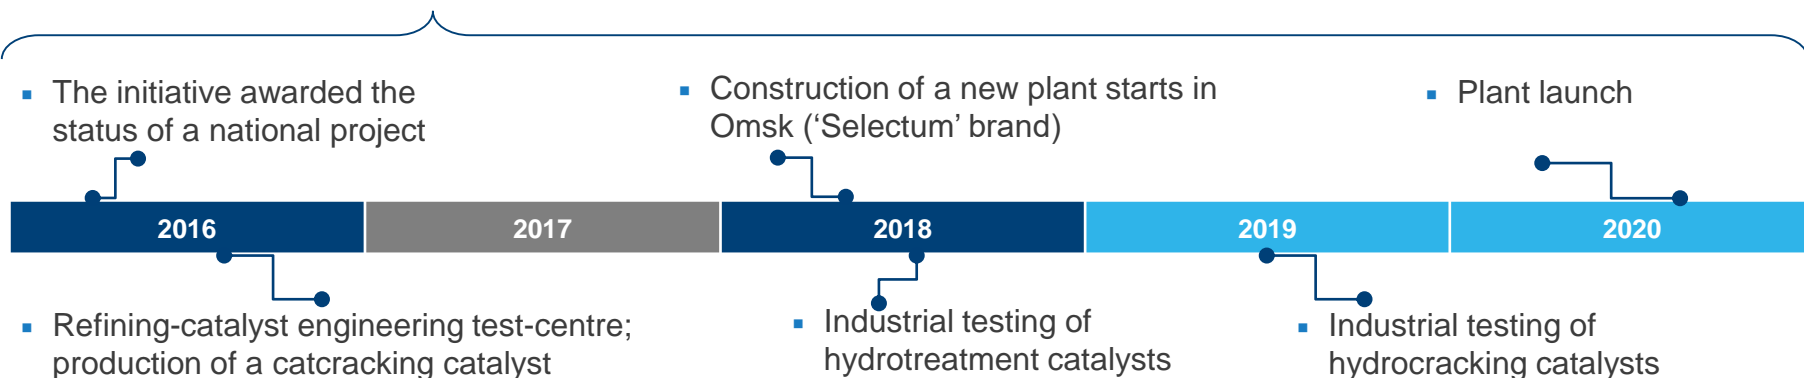 ▪ The initiative awarded the
status of a national project
▪ Construction of a new plant starts in
Omsk (‘Selectum’ brand)
▪ Plant launch
2016 2017 2018 2019 2020
▪ Refining-catalyst engineering test-centre;
production of a catcracking catalyst
▪ Industrial testing of
hydrotreatment catalysts
▪ Industrial testing of
hydrocracking catalysts